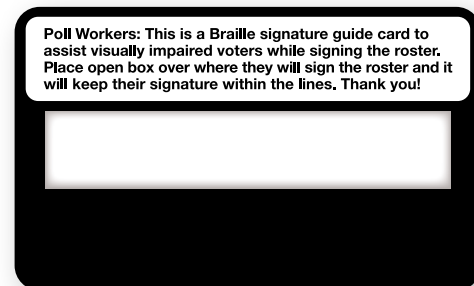 Poll Workers: This is a Braille signature guide card to
assist visually impaired voters while signing the roster.
Place open box over where they will sign the roster and it
will keep their signature within the lines. Thank you!